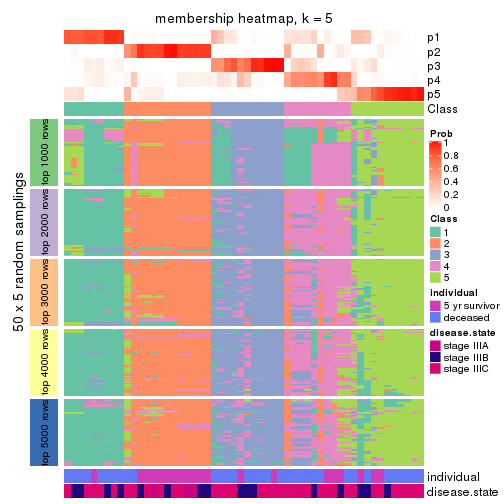 membership heatmap, k = 5
p1
p2
p3
p4
p5
Class
50 x 5 random samplings
top 1000 rows
top 2000 rows
top 3000 rows
top 4000 rows
top 5000 rows
individual
disease.state
Prob
1
0.8
0.6
0.4
0.2
0
Class
1
2
3
4
5
individual
5 yr survivor
deceased
disease.state
stage IIIA
stage IIIB
stage IIIC